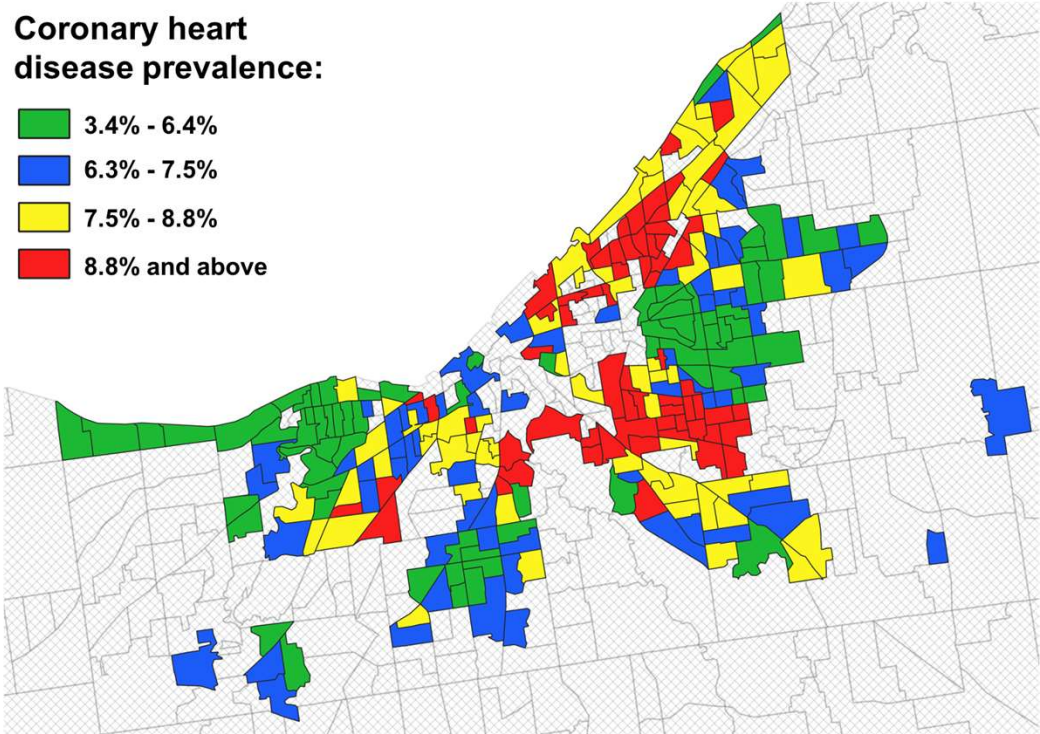 Coronary heart
disease prevalence:
3.4% - 6.4%
6.3% - 7.5%
7.5% - 8.8%
8.8% and above